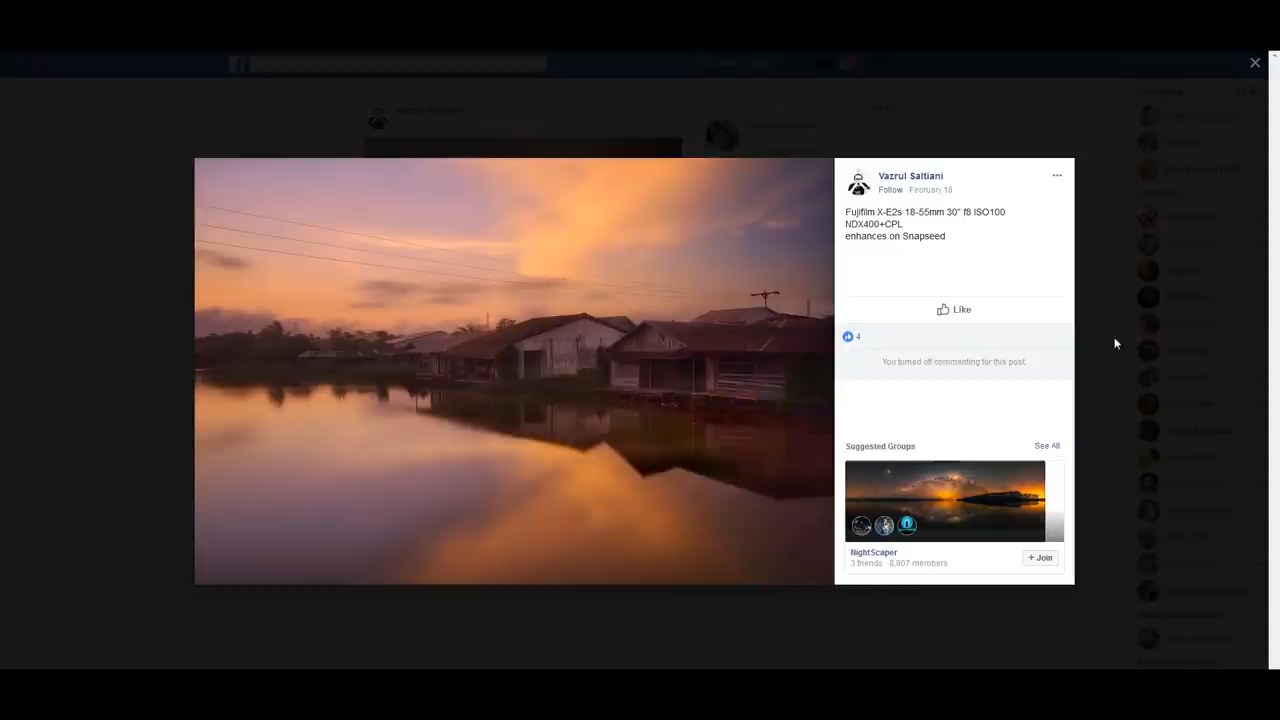 Vazrul Saltiani
Follow February 18
Fujifilm X-E2s 18-55mm 30" f8 ISO100
NDX400+CPL
enhances on Snapseed
Like
4
You turned off commenting for this post.
Suggested Groups
See All
NightScaper
3 friends 8,807 members
+ Join